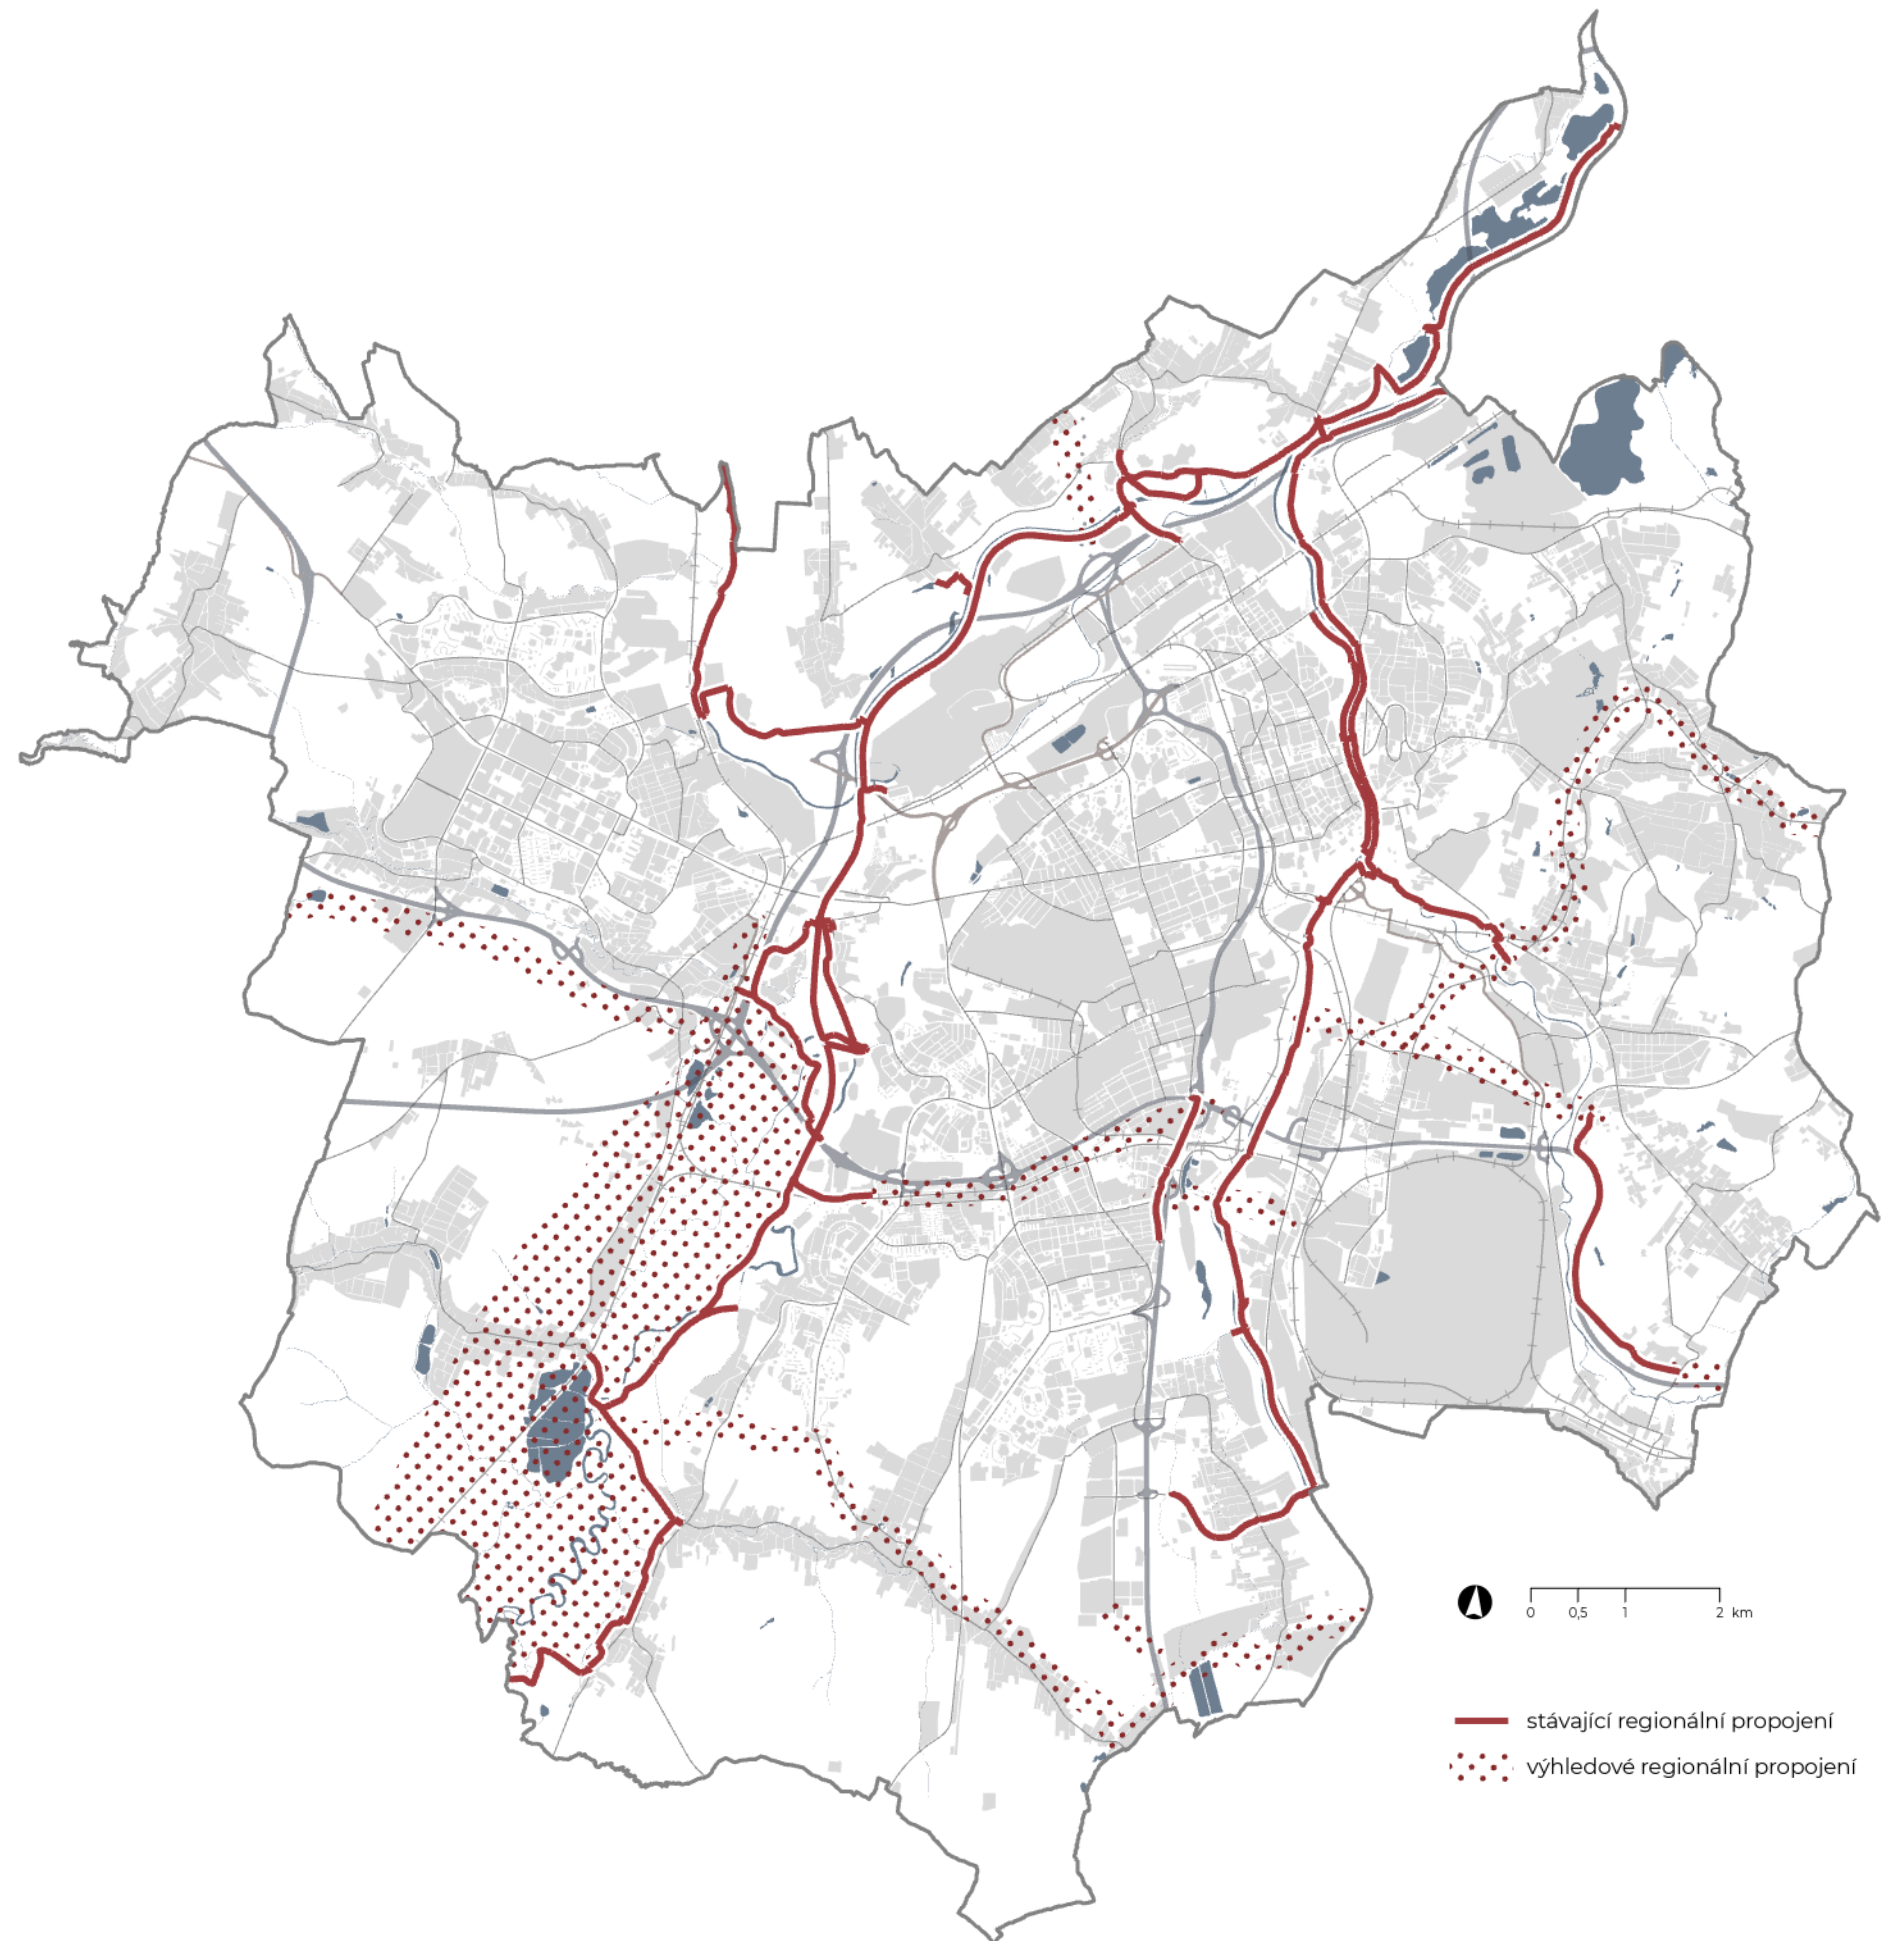 0 0,5 1 2 km
stávající regionální propojení
výhledové regionální propojení